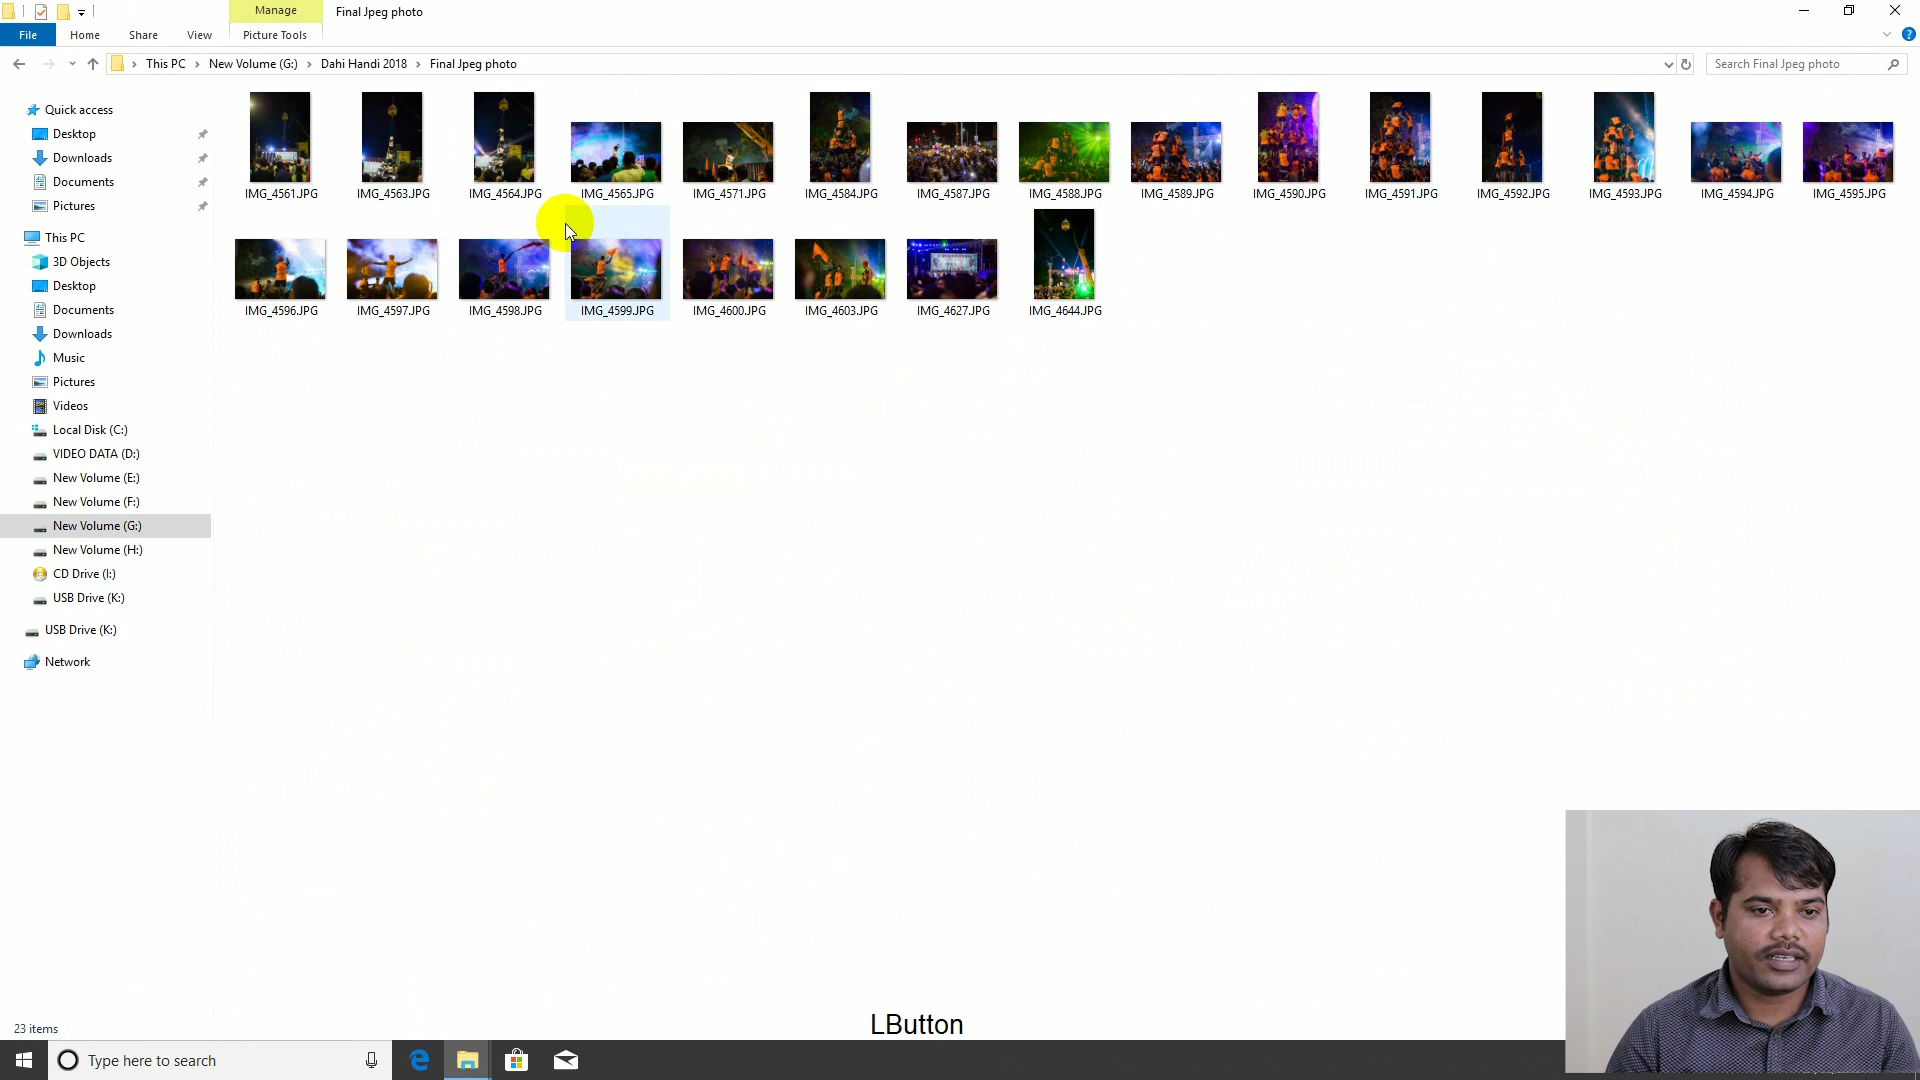 Manage
Final Jpeg photo
File
Home
Share
View
Picture Tools
This PC
New Volume (G:)
Dahi Handi 2018
Final Jpeg photo
Search Final Jpeg photo
Quick access
Desktop
Downloads
Documents
Pictures
This PC
3D Objects
Desktop
Documents
Downloads
Music
Pictures
Videos
Local Disk (C:)
VIDEO DATA (D:)
New Volume (E:)
New Volume (F:)
New Volume (G:)
New Volume (H:)
CD Drive (I:)
USB Drive (K:)
USB Drive (K:)
Network
IMG_4561.JPG
IMG_4563.JPG
IMG_4564.JPG
IMG_4565.JPG
IMG_4571.JPG
IMG_4584.JPG
IMG_4587.JPG
IMG_4588.JPG
IMG_4589.JPG
IMG_4590.JPG
IMG_4591.JPG
IMG_4592.JPG
IMG_4593.JPG
IMG_4594.JPG
IMG_4595.JPG
IMG_4596.JPG
IMG_4597.JPG
IMG_4598.JPG
IMG_4599.JPG
IMG_4600.JPG
IMG_4603.JPG
IMG_4627.JPG
IMG_4644.JPG
LButton
23 items
Type here to search